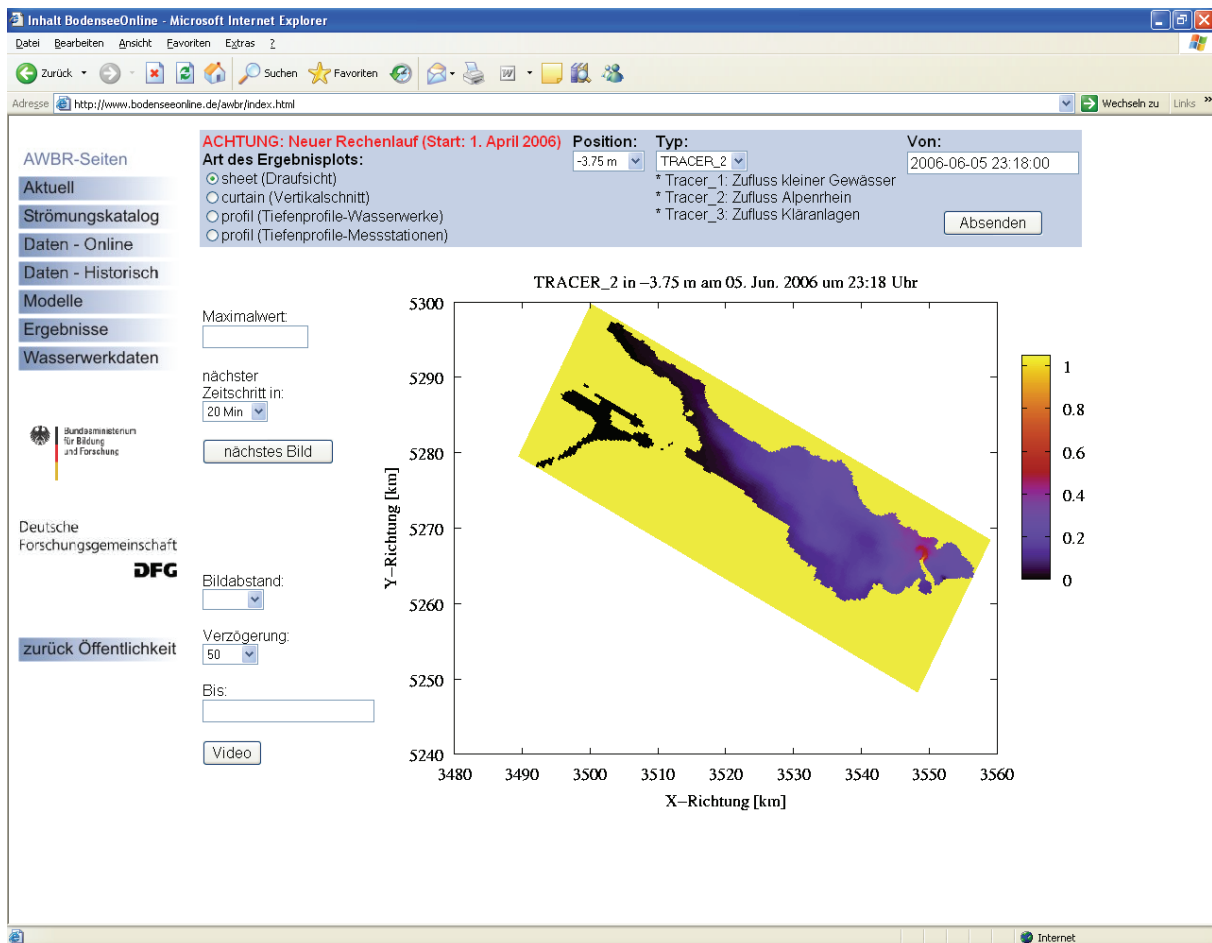 Inhalt BodenseeOnline - Microsoft Internet Explorer
Datei Bearbeiten Ansicht Favoriten Extras ?
Zurück Suchen Favoriten
Adresse http://www.bodenseeonline.de/awbr/index.html Wechseln zu Links »
AWBR-Seiten
Aktuell
Strömungskatalog
Daten - Online
Daten - Historisch
Modelle
Ergebnisse
Wasserwerkdaten
Bundesministerium
für Bildung
und Forschung
Deutsche
Forschungsgemeinschaft
DFG
zurück Öffentlichkeit
ACHTUNG: Neuer Rechenlauf (Start: 1. April 2006)
Art des Ergebnisplots:
sheet (Draufsicht)
curtain (Vertikalschnitt)
profil (Tiefenprofile-Wasserwerke)
profil (Tiefenprofile-Messstationen)
Position:
-3.75 m
Typ:
TRACER_2
* Tracer_1: Zufluss kleiner Gewässer
* Tracer_2: Zufluss Alpenrhein
* Tracer_3: Zufluss Kläranlagen
Von:
2006-06-05 23:18:00
Absenden
Maximalwert:
nächster
Zeitschritt in:
20 Min
nächstes Bild
Bildabstand:
Verzögerung:
50
Bis:
Video
TRACER_2 in −3.75 m am 05. Jun. 2006 um 23:18 Uhr
5300
5290
5280
5270
5260
5250
5240
Y−Richtung [km]
3480 3490 3500 3510 3520 3530 3540 3550 3560
X−Richtung [km]
1
0.8
0.6
0.4
0.2
0
Internet